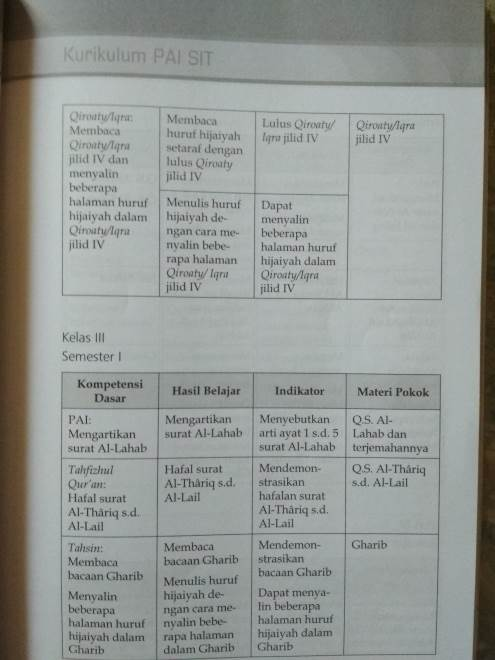 Kurikulum PAI SIT
Qiroaty/Iqra:
Membaca
Qiroaty/Iqra
jilid IV dan
menyalin
beberapa
halaman huruf
hijaiyah dalam
Qiroaty/Iqra
jilid IV
Membaca
huruf hijaiyah
setaraf dengan
lulus Qiroaty
jilid IV
Lulus Qiroaty/
Iqra jilid IV
Qiroaty/Iqra
jilid IV
Menulis huruf
hijaiyah de-
ngan cara me-
nyalin bebe-
rapa halaman
Qiroaty/ Iqra
jilid IV
Dapat
menyalin
beberapa
halaman huruf
hijaiyah dalam
Qiroaty/Iqra
jilid IV
Kelas III
Semester I
Kompetensi
Dasar
Hasil Belajar
Indikator
Materi Pokok
PAI:
Mengartikan
surat Al-Lahab
Mengartikan
surat Al-Lahab
Menyebutkan
arti ayat 1 s.d. 5
surat Al-Lahab
Q.S. Al-
Lahab dan
terjemahannya
Tahfizhul
Qur'an:
Hafal surat
Al-Thâriq s.d.
Al-Lail
Hafal surat
Al-Thâriq s.d.
Al-Lail
Mendemon-
strasikan
hafalan surat
Al-Thâriq s.d.
Al-Lail
Q.S. Al-Thâriq
s.d. Al-Lail
Tahsin:
Membaca
bacaan Gharib
Menyalin
beberapa
halaman huruf
hijaiyah dalam
Gharib
Membaca
bacaan Gharib
Menulis huruf
hijaiyah de-
ngan cara me-
nyalin bebe-
rapa halaman
dalam Gharib
Mendemon-
strasikan
bacaan Gharib
Dapat menya-
lin beberapa
halaman huruf
hijaiyah dalam
Gharib
Gharib